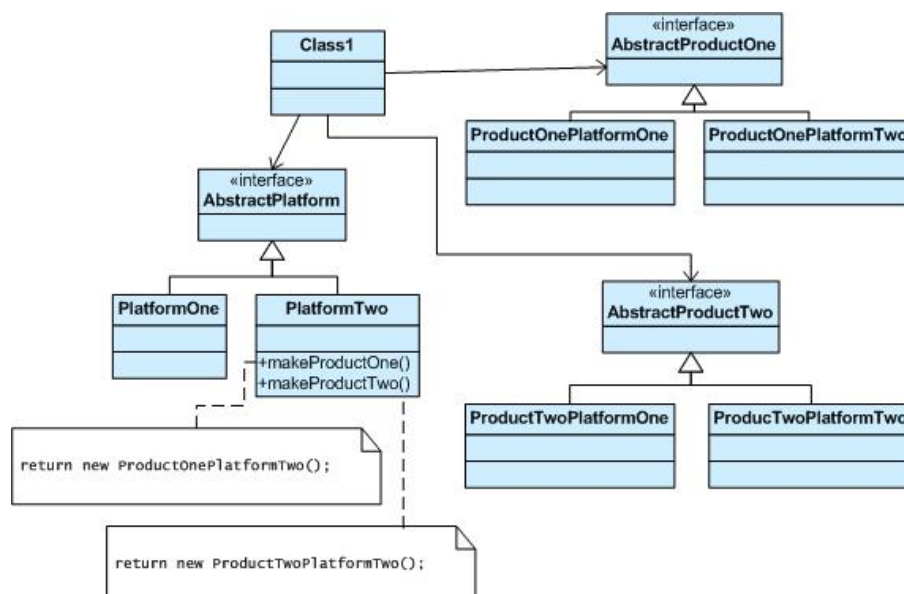 Class1
«interface»
AbstractProductOne
ProductOnePlatformOne
ProductOnePlatformTwo
«interface»
AbstractPlatform
PlatformOne
PlatformTwo
+makeProductOne()
+makeProductTwo()
«interface»
AbstractProductTwo
ProductTwoPlatformOne
ProducTwoPlatformTwo
return new ProductOnePlatformTwo();
return new ProductTwoPlatformTwo();